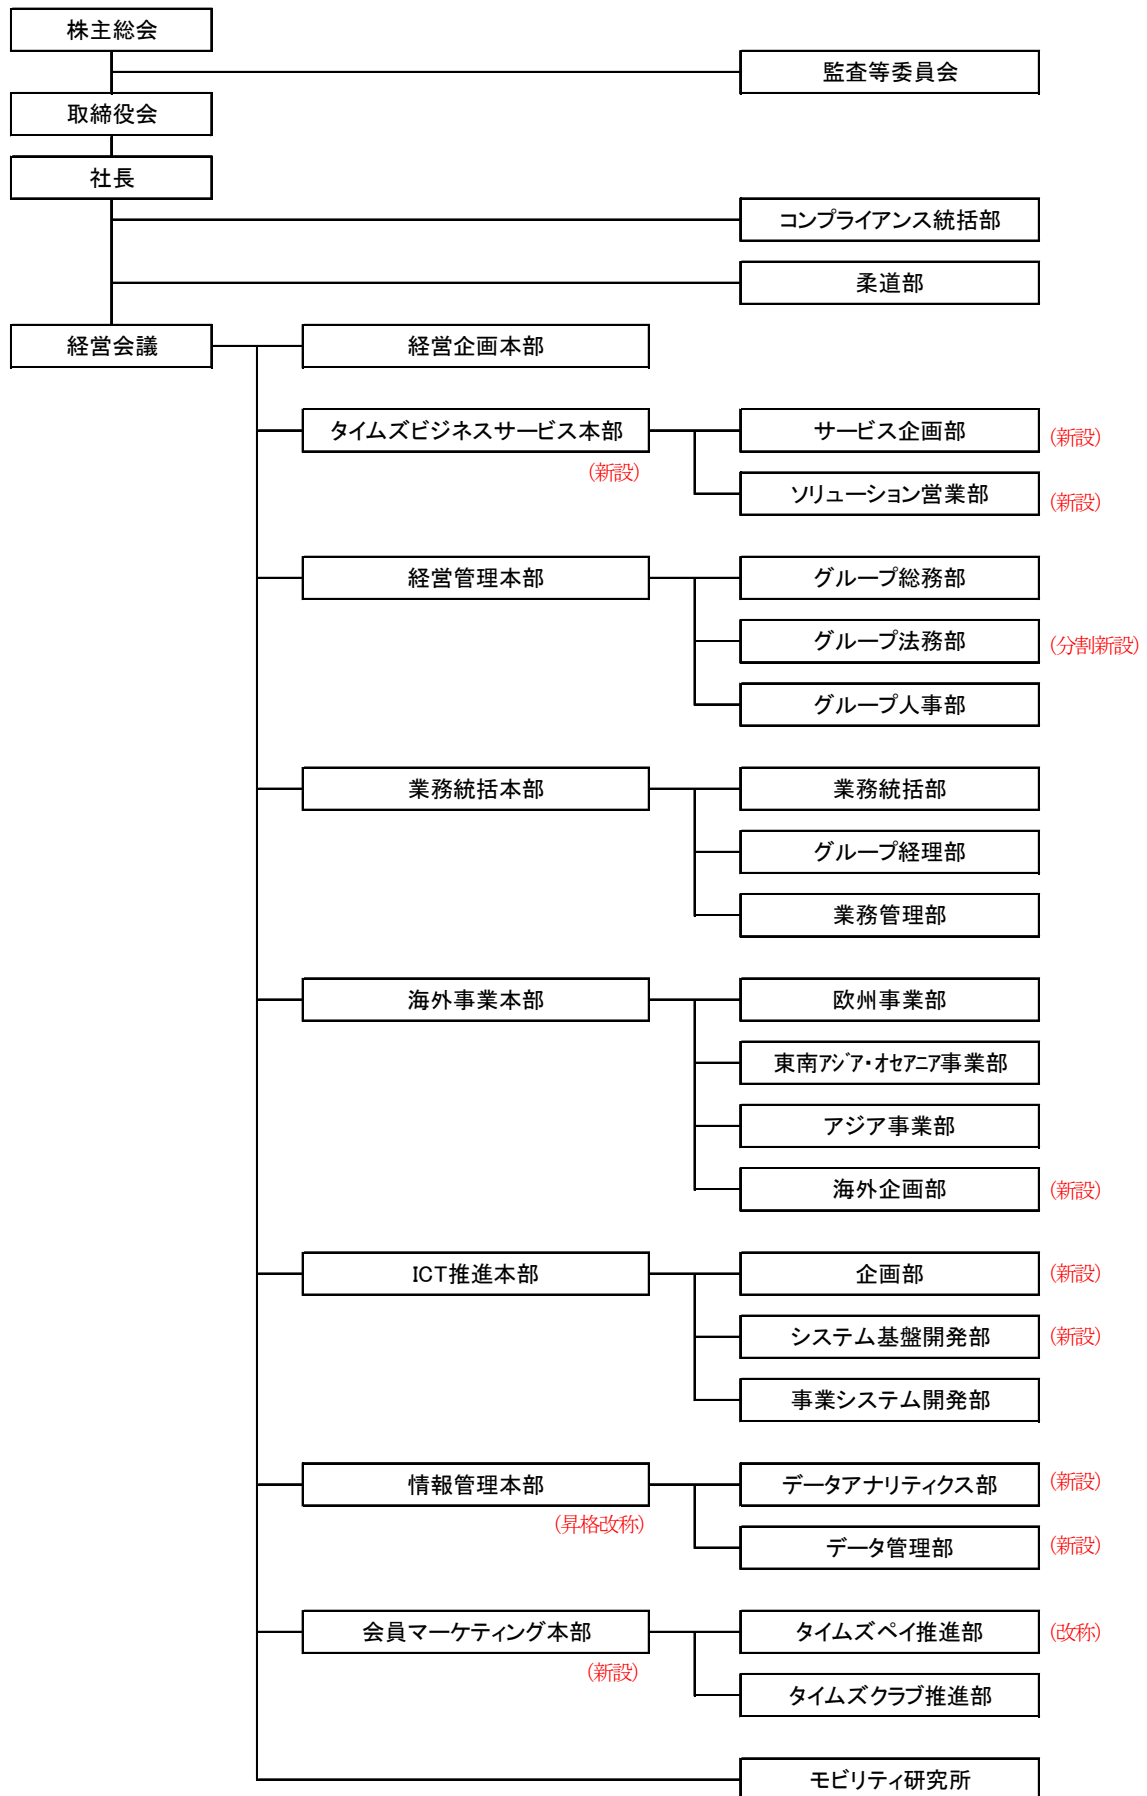 株主総会
監査等委員会
取締役会
社長
コンプライアンス統括部
柔道部
経営会議
経営企画本部
タイムズビジネスサービス本部
(新設)
サービス企画部
(新設)
ソリューション営業部
(新設)
経営管理本部
グループ総務部
グループ法務部
(分割新設)
グループ人事部
業務統括本部
業務統括部
グループ経理部
業務管理部
海外事業本部
欧州事業部
東南ｱｼﾞｱ・ｵｾｱﾆｱ事業部
アジア事業部
海外企画部
(新設)
ICT推進本部
企画部
(新設)
システム基盤開発部
(新設)
事業システム開発部
情報管理本部
(昇格改称)
データアナリティクス部
(新設)
データ管理部
(新設)
会員マーケティング本部
(新設)
タイムズペイ推進部
(改称)
タイムズクラブ推進部
モビリティ研究所